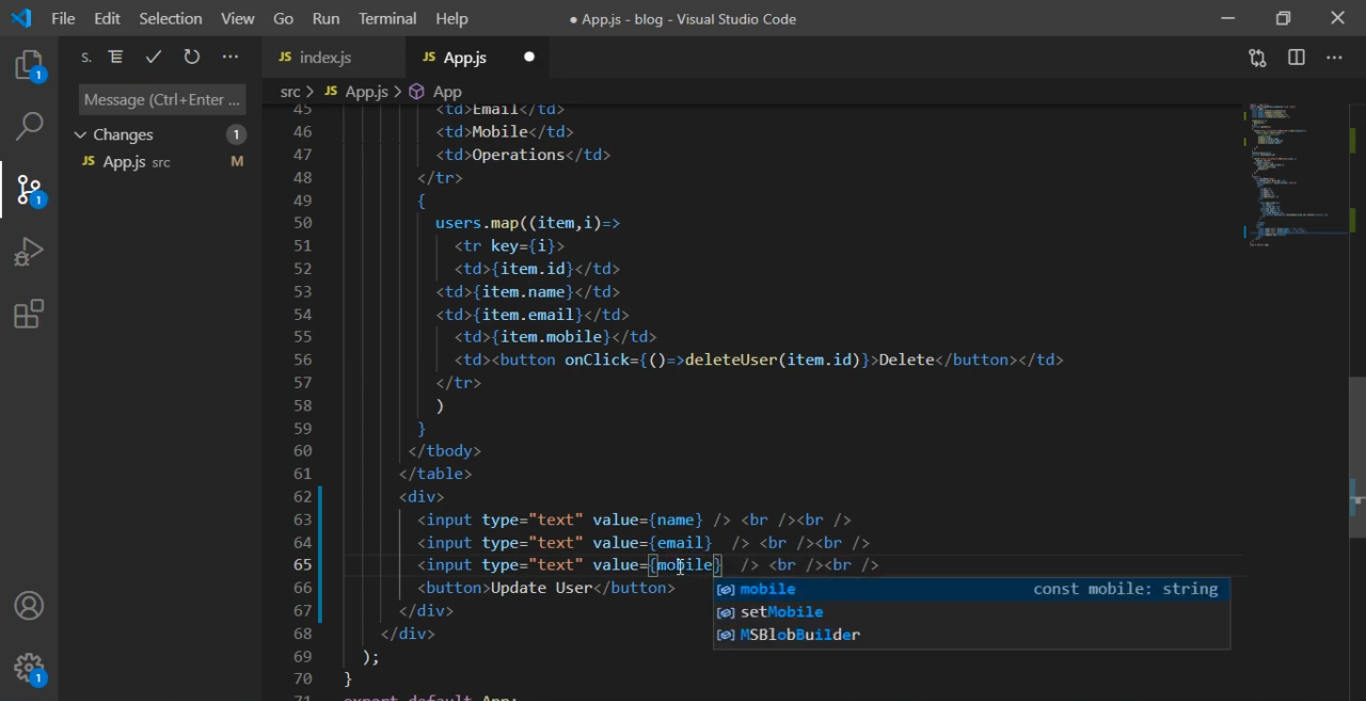 File Edit Selection View Go Run Terminal Help ● App.js - blog - Visual Studio Code
S.
JS index.js
JS App.js
Message (Ctrl+Enter ...
src > JS App.js > App
Changes 1
JS App.js src M
45 <td>Email</td>
46 <td>Mobile</td>
47 <td>Operations</td>
48 </tr>
49 {
50 users.map((item,i)=>
51 <tr key={i}>
52 <td>{item.id}</td>
53 <td>{item.name}</td>
54 <td>{item.email}</td>
55 <td>{item.mobile}</td>
56 <td><button onClick={()=>deleteUser(item.id)}>Delete</button></td>
57 </tr>
58 )
59 }
60 </tbody>
61 </table>
62 <div>
63 <input type="text" value={name} /> <br /><br />
64 <input type="text" value={email} /> <br /><br />
65 <input type="text" value={mobile} /> <br /><br />
66 <button>Update User</button>
mobile const mobile: string
67 </div>
setMobile
68 </div>
MSBlobBuilder
69 );
70 }
71 export default App;
1
1
1